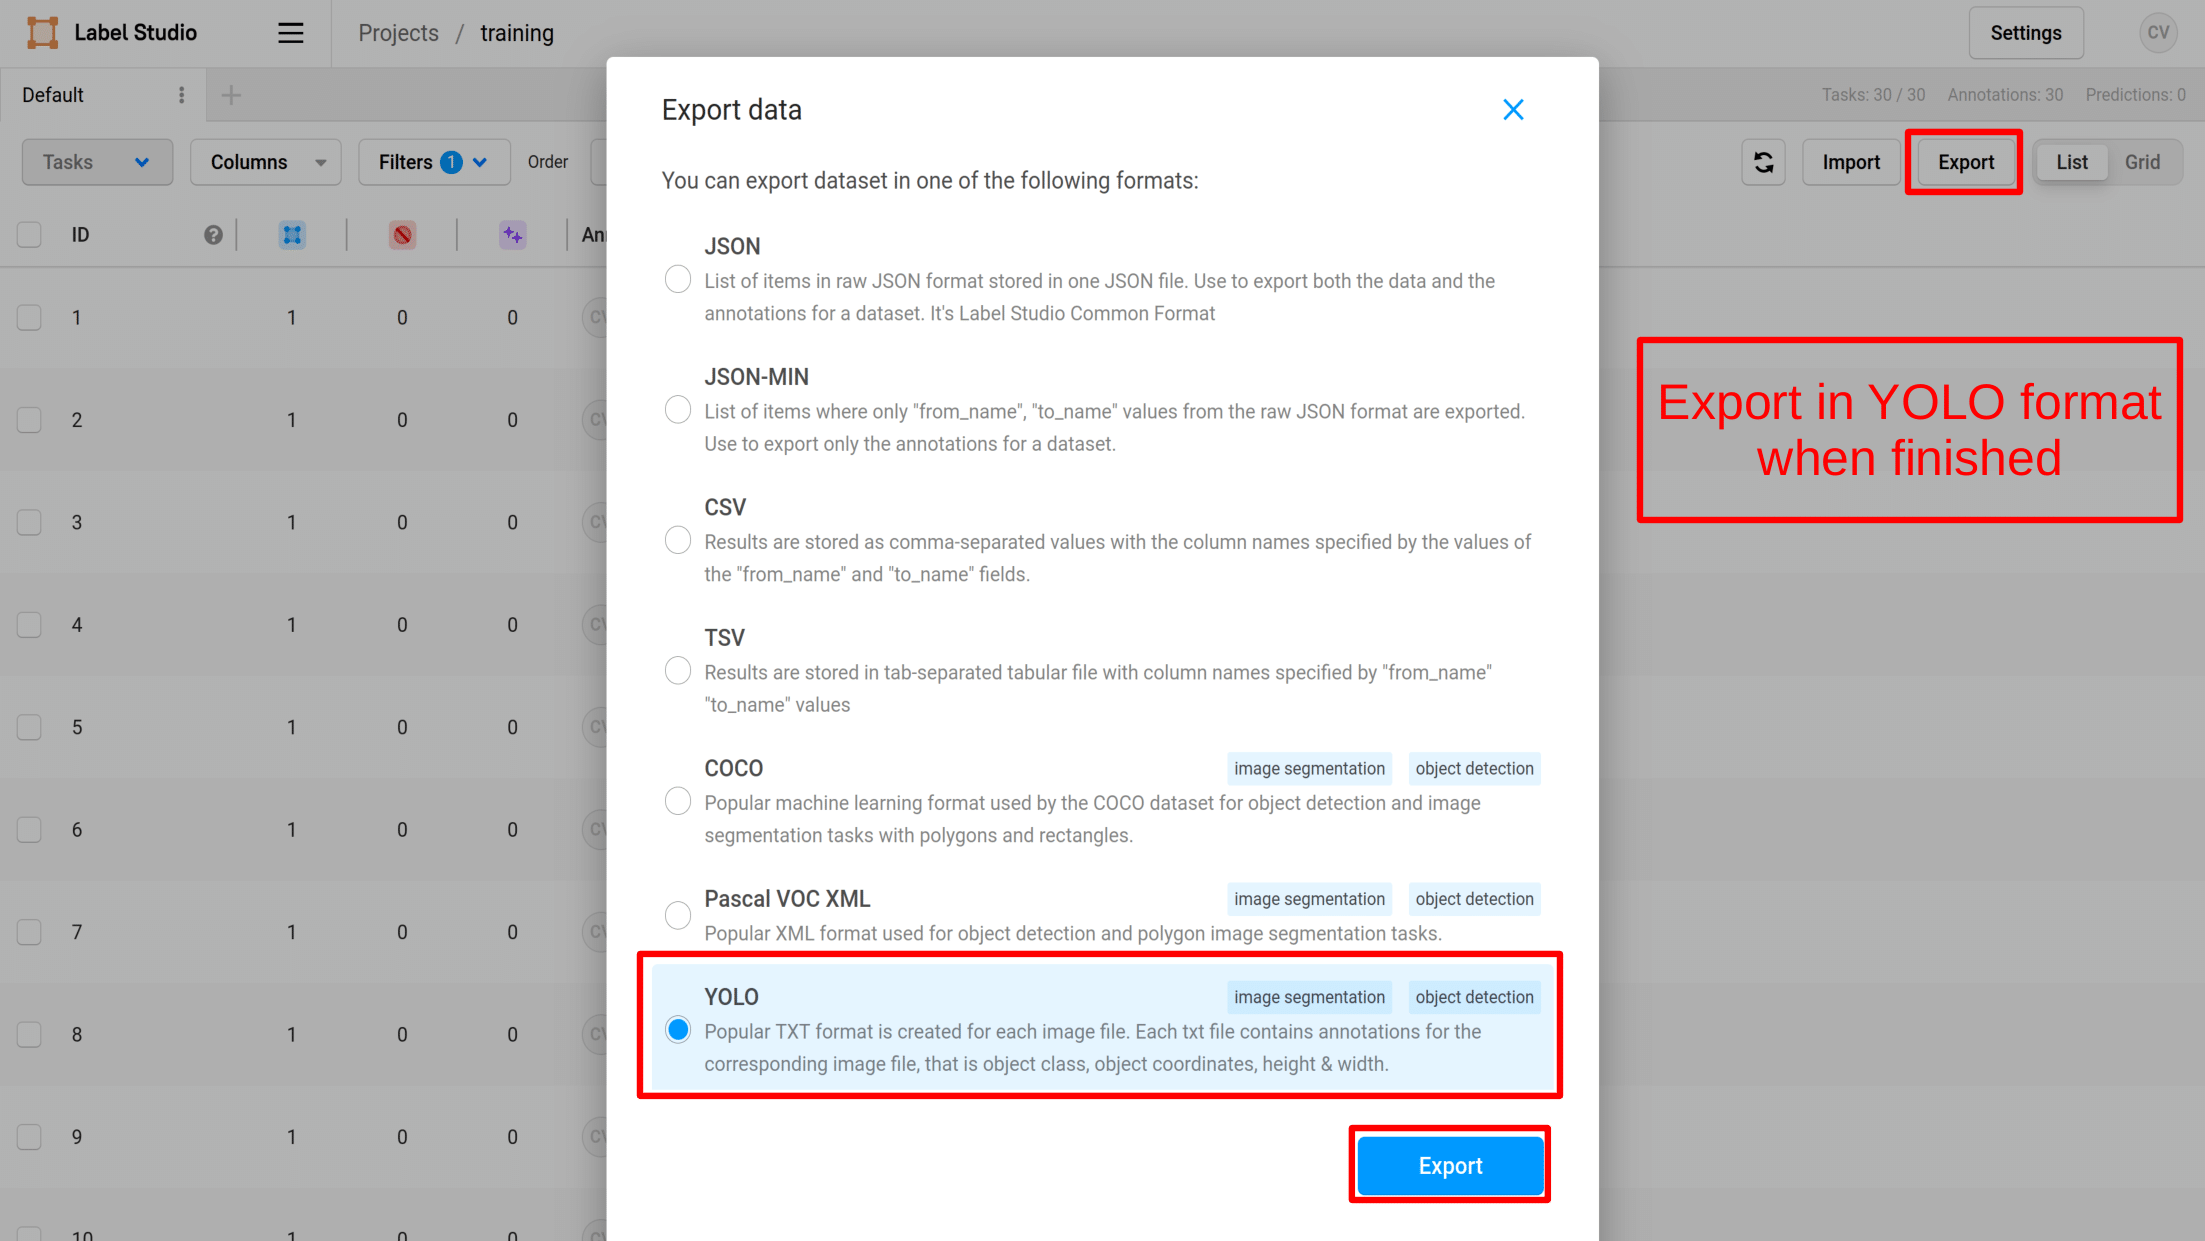 Label Studio
Projects / training
Settings
CV
Default
Tasks: 30 / 30 Annotations: 30 Predictions: 0
Tasks
Columns
Filters 1
Order
Import
Export
List
Grid
ID
1 1 0 0
2 1 0 0
3 1 0 0
4 1 0 0
5 1 0 0
6 1 0 0
7 1 0 0
8 1 0 0
9 1 0 0
10 1 0 0
Export data
You can export dataset in one of the following formats:
JSON
List of items in raw JSON format stored in one JSON file. Use to export both the data and the
annotations for a dataset. It's Label Studio Common Format
JSON-MIN
List of items where only "from_name", "to_name" values from the raw JSON format are exported.
Use to export only the annotations for a dataset.
CSV
Results are stored as comma-separated values with the column names specified by the values of
the "from_name" and "to_name" fields.
TSV
Results are stored in tab-separated tabular file with column names specified by "from_name"
"to_name" values
COCO image segmentation object detection
Popular machine learning format used by the COCO dataset for object detection and image
segmentation tasks with polygons and rectangles.
Pascal VOC XML image segmentation object detection
Popular XML format used for object detection and polygon image segmentation tasks.
YOLO image segmentation object detection
Popular TXT format is created for each image file. Each txt file contains annotations for the
corresponding image file, that is object class, object coordinates, height & width.
Export
Export in YOLO format
when finished